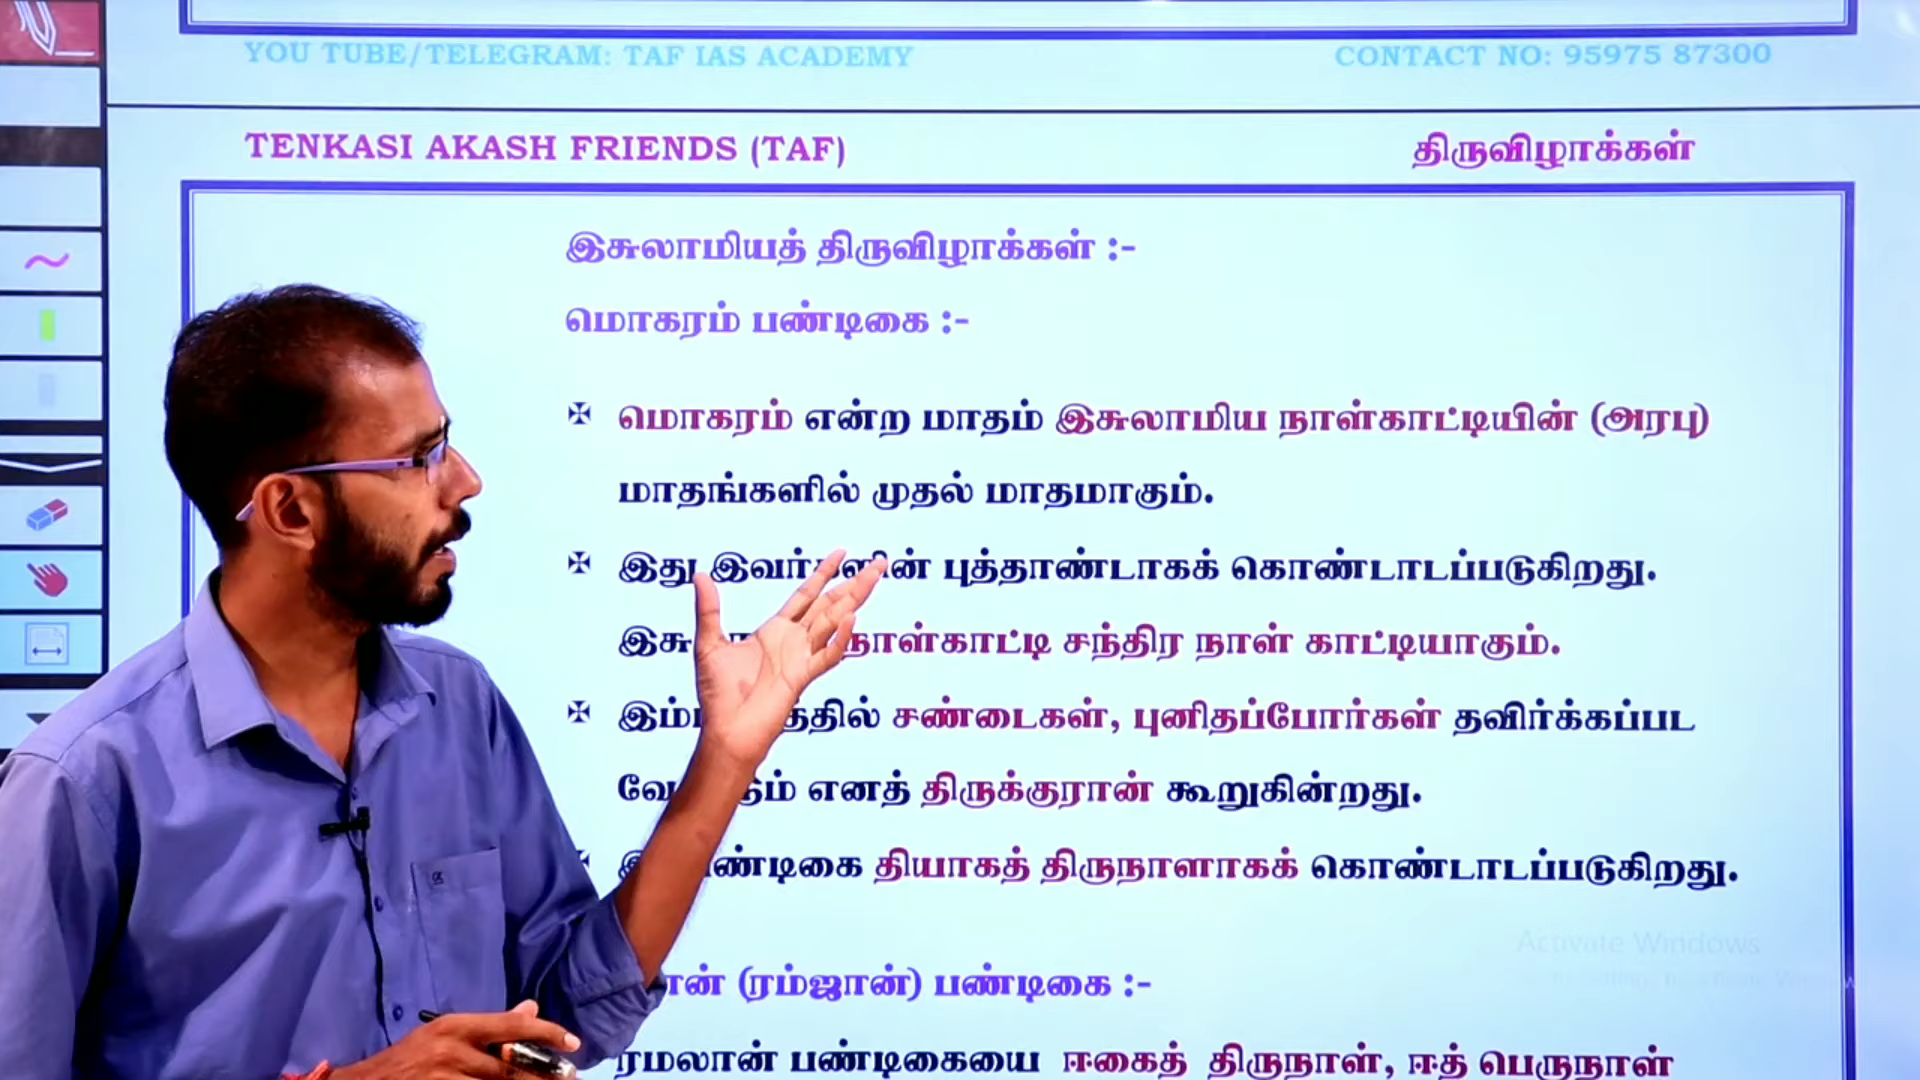 YOU TUBE/TELEGRAM: TAF IAS ACADEMY CONTACT NO: 95975 87300
TENKASI AKASH FRIENDS (TAF) திருவிழாக்கள்
இசுலாமியத் திருவிழாக்கள் :-
மொகரம் பண்டிகை :-
மொகரம் என்ற மாதம் இசுலாமிய நாள்காட்டியின் (அரபு)
மாதங்களில் முதல் மாதமாகும்.
இது இவர்களின் புத்தாண்டாகக் கொண்டாடப்படுகிறது.
நாள்காட்டி சந்திர நாள் காட்டியாகும்.
சண்டைகள், புனிதப்போர்கள் தவிர்க்கப்பட
எனத் திருக்குரான் கூறுகின்றது.
தியாகத் திருநாளாகக் கொண்டாடப்படுகிறது.
(ரம்ஜான்) பண்டிகை :-
ரமலான் பண்டிகையை ஈகைத் திருநாள், ஈத் பெருநாள்
Activate Windows